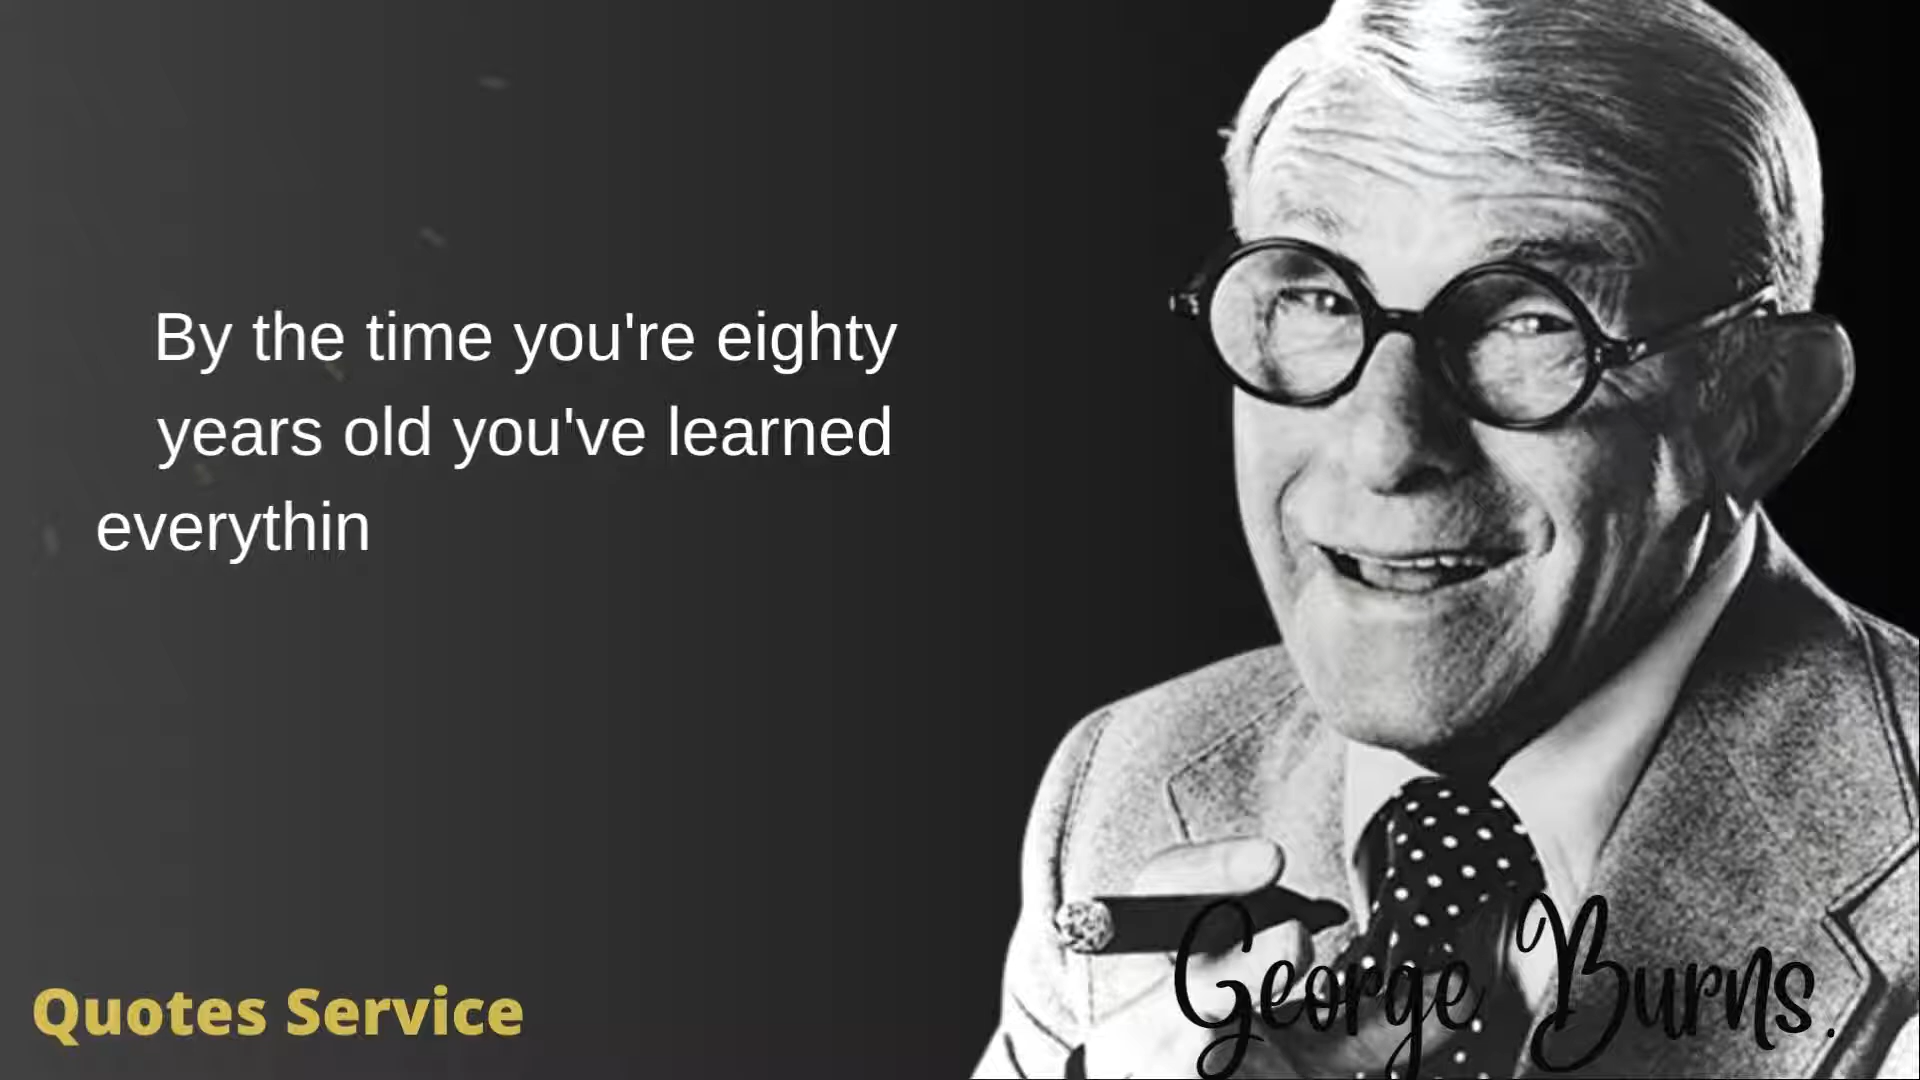 By the time you're eighty
years old you've learned
everythin
Quotes Service
George Burns.